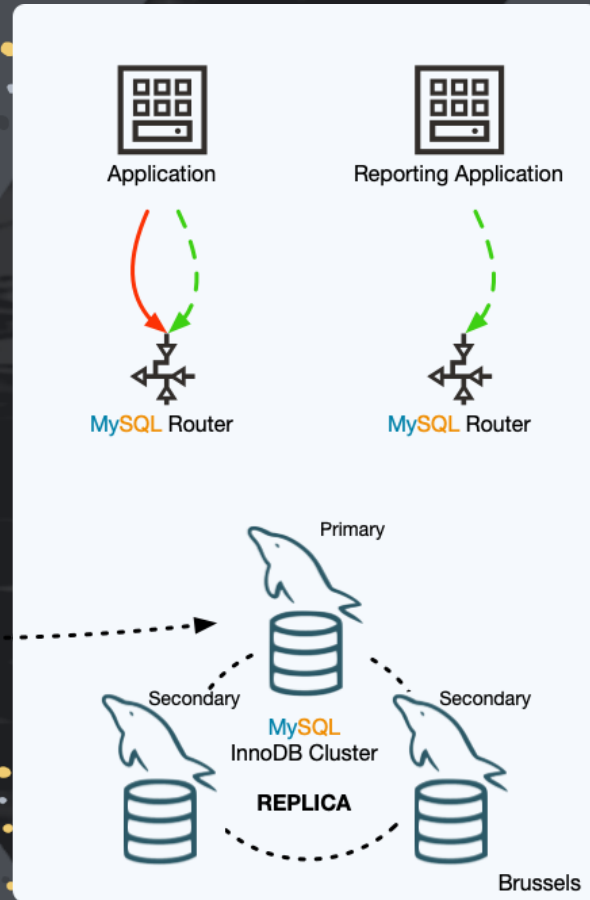 Application
Reporting Application
MySQL Router
MySQL Router
Primary
Secondary
Secondary
MySQL
InnoDB Cluster
REPLICA
Brussels